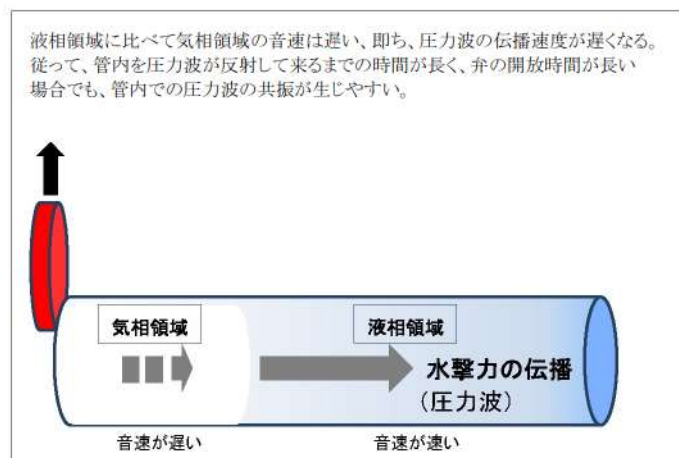 液相領域に比べて気相領域の音速は遅い、即ち、圧力波の伝播速度が遅くなる。
従って、管内を圧力波が反射して来るまでの時間が長く、弁の開放時間が長い
場合でも、管内での圧力波の共振が生じやすい。
気相領域
液相領域
水撃力の伝播
（圧力波）
音速が遅い
音速が速い